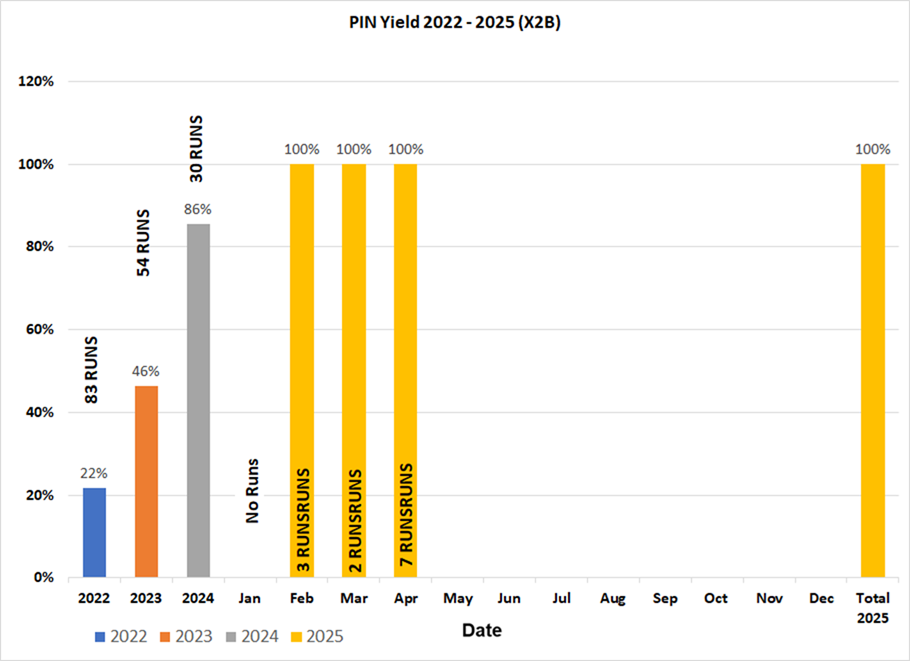 PIN Yield 2022 - 2025 (X2B)
120%
100%
80%
60%
40%
20%
0%
83 RUNS
22%
54 RUNS
46%
30 RUNS
86%
No Runs
100%
3 RUNSRUNS
100%
2 RUNSRUNS
100%
7 RUNSRUNS
100%
2022 2023 2024 Jan Feb Mar Apr May Jun Jul Aug Sep Oct Nov Dec Total
2025
Date
2022 2023 2024 2025